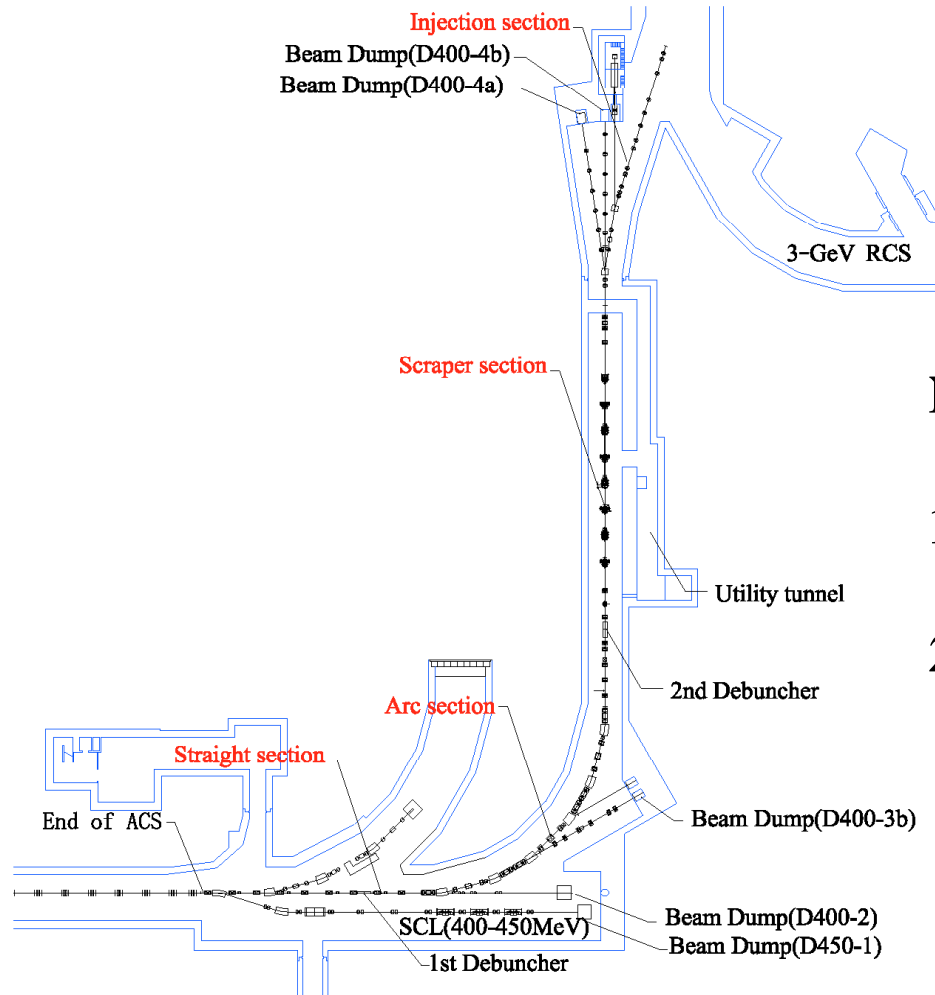 Injection section
Beam Dump(D400-4b)
Beam Dump(D400-4a)
3-GeV RCS
Scraper section
Utility tunnel
2nd Debuncher
Arc section
Straight section
End of ACS
Beam Dump(D400-3b)
Beam Dump(D400-2)
SCL(400-450MeV)
Beam Dump(D450-1)
1st Debuncher